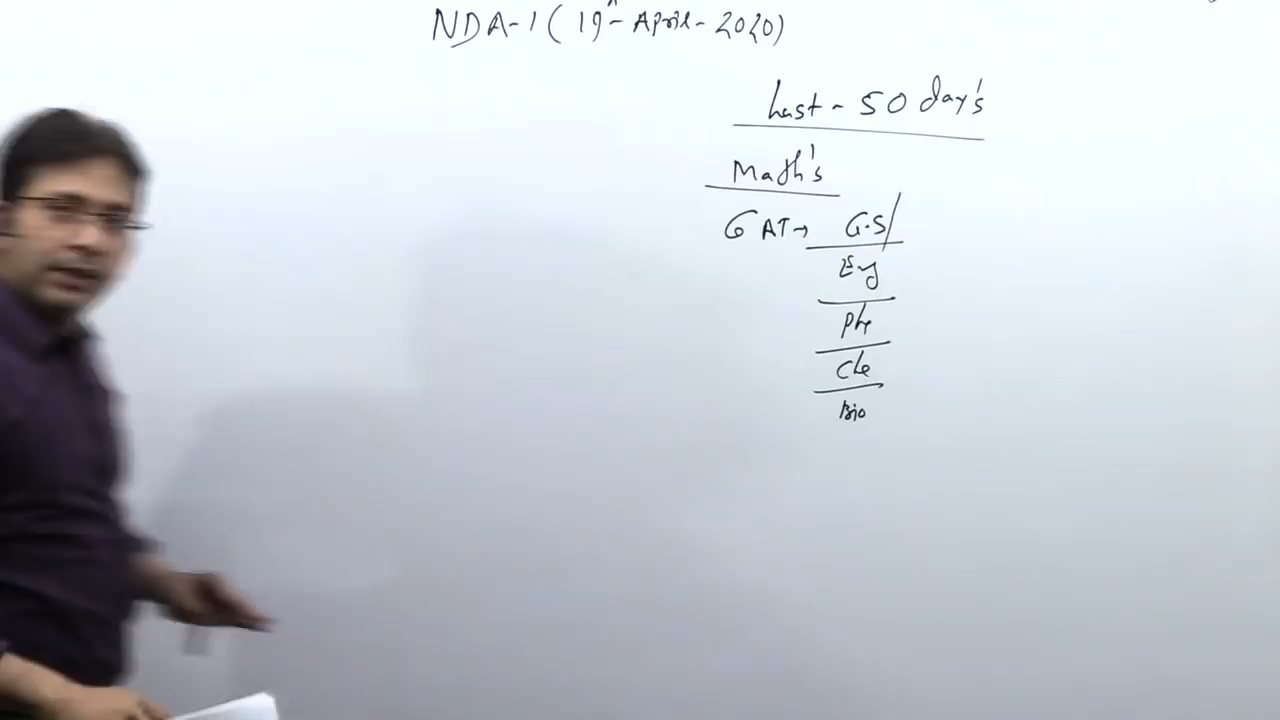 NDA-1 (19th-April-2020)
Last - 50 day's
Math's
GAT→ G.S/
Eng
Phy
Che
Bio